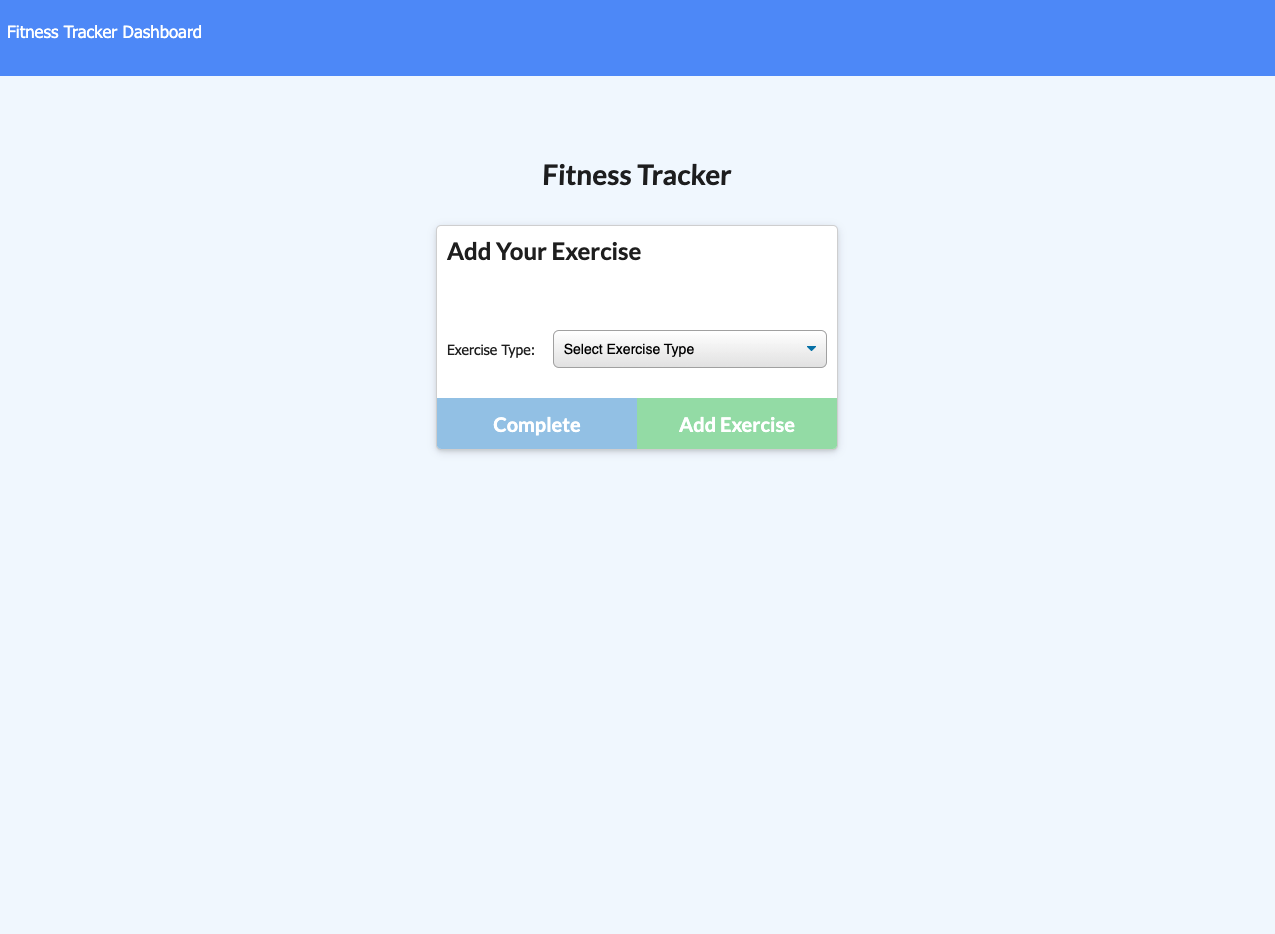 Fitness Tracker Dashboard
Fitness Tracker
Add Your Exercise
Exercise Type: Select Exercise Type
Complete Add Exercise